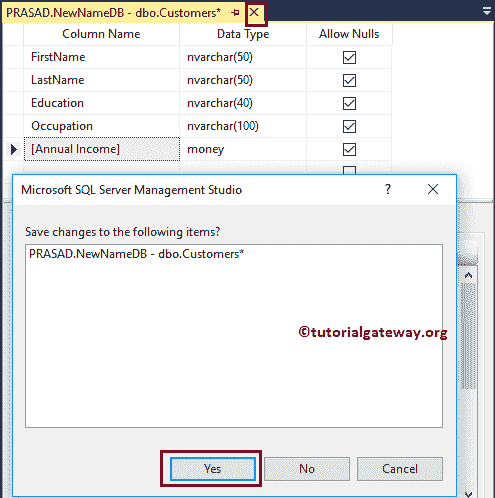 PRASAD.NewNameDB - dbo.Customers*
Column Name Data Type Allow Nulls
FirstName nvarchar(50)
LastName nvarchar(50)
Education nvarchar(40)
Occupation nvarchar(100)
[Annual Income] money
Microsoft SQL Server Management Studio ?
Save changes to the following items?
PRASAD.NewNameDB - dbo.Customers*
©tutorialgateway.org
Yes No Cancel